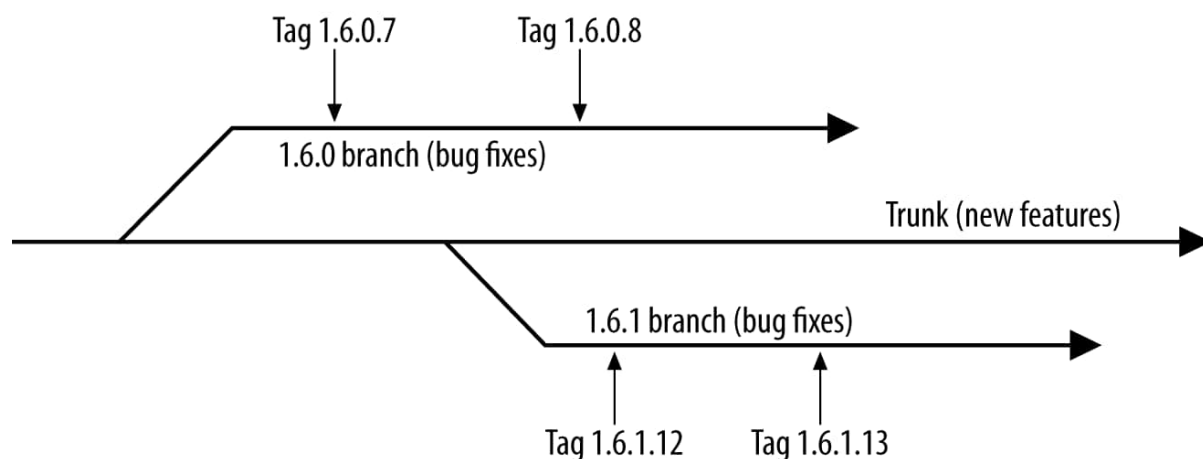 Tag 1.6.0.7
Tag 1.6.0.8
1.6.0 branch (bug fixes)
Trunk (new features)
1.6.1 branch (bug fixes)
Tag 1.6.1.12
Tag 1.6.1.13